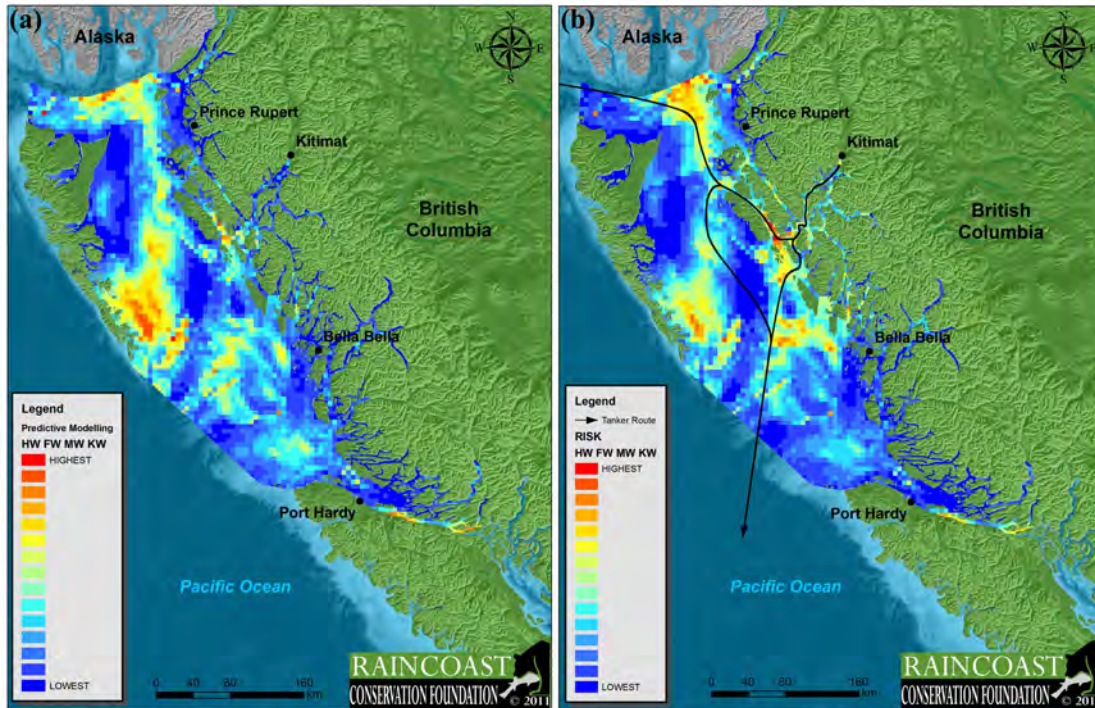 (a)
Alaska
N
W E
S
Prince Rupert
Kitimat
British
Columbia
Bella Bella
Legend
Predictive Modelling
HW FW MW KW
HIGHEST
LOWEST
Port Hardy
Pacific Ocean
0 40 80 160
km
RAINCOAST
CONSERVATION FOUNDATION
© 2011
(b)
Alaska
N
W E
S
Prince Rupert
Kitimat
British
Columbia
Bella Bella
Legend
Tanker Route
RISK
HW FW MW KW
HIGHEST
LOWEST
Port Hardy
Pacific Ocean
0 40 80 160
km
RAINCOAST
CONSERVATION FOUNDATION
© 201